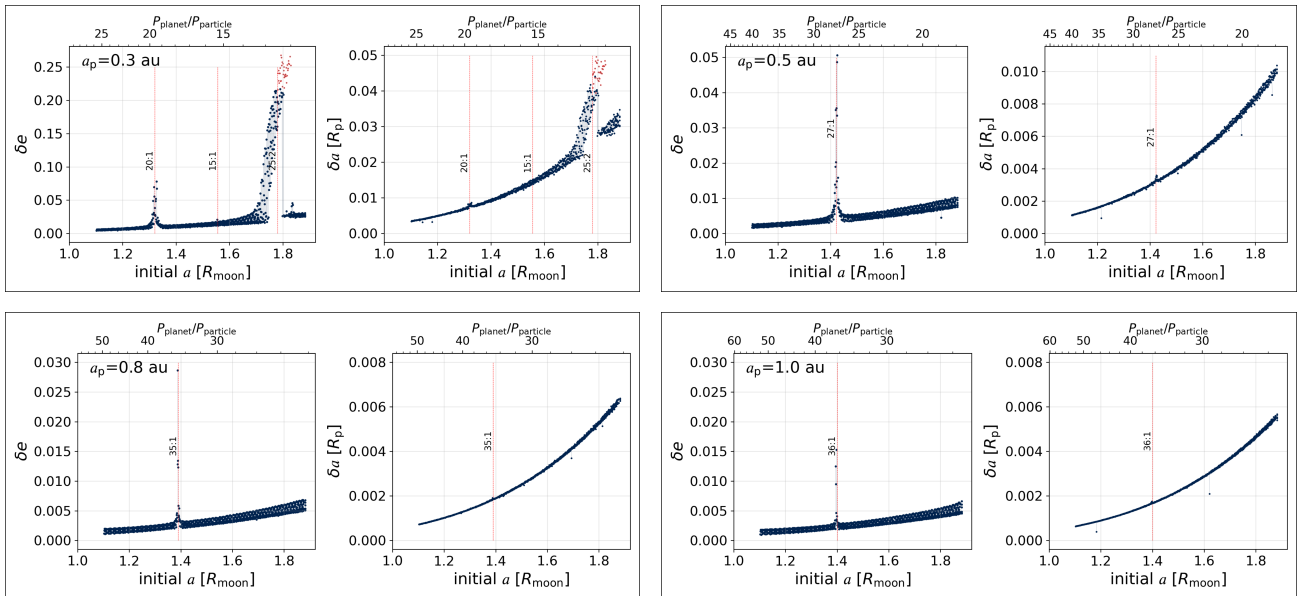 P_planet/P_particle
25 20 15
0.25
0.20
0.15
0.10
0.05
0.00
δe
a_p=0.3 au
20:1
15:1
25:2
1.0 1.2 1.4 1.6 1.8
initial a [R_moon]
P_planet/P_particle
25 20 15
0.05
0.04
0.03
0.02
0.01
0.00
δa [R_p]
20:1
15:1
25:2
1.0 1.2 1.4 1.6 1.8
initial a [R_moon]
P_planet/P_particle
45 40 35 30 25 20
0.05
0.04
0.03
0.02
0.01
0.00
δe
a_p=0.5 au
27:1
1.0 1.2 1.4 1.6 1.8
initial a [R_moon]
P_planet/P_particle
45 40 35 30 25 20
0.010
0.008
0.006
0.004
0.002
0.000
δa [R_p]
27:1
1.0 1.2 1.4 1.6 1.8
initial a [R_moon]
P_planet/P_particle
50 40 30
0.030
0.025
0.020
0.015
0.010
0.005
0.000
δe
a_p=0.8 au
35:1
1.0 1.2 1.4 1.6 1.8
initial a [R_moon]
P_planet/P_particle
50 40 30
0.008
0.006
0.004
0.002
0.000
δa [R_p]
35:1
1.0 1.2 1.4 1.6 1.8
initial a [R_moon]
P_planet/P_particle
60 50 40 30
0.030
0.025
0.020
0.015
0.010
0.005
0.000
δe
a_p=1.0 au
36:1
1.0 1.2 1.4 1.6 1.8
initial a [R_moon]
P_planet/P_particle
60 50 40 30
0.008
0.006
0.004
0.002
0.000
δa [R_p]
36:1
1.0 1.2 1.4 1.6 1.8
initial a [R_moon]